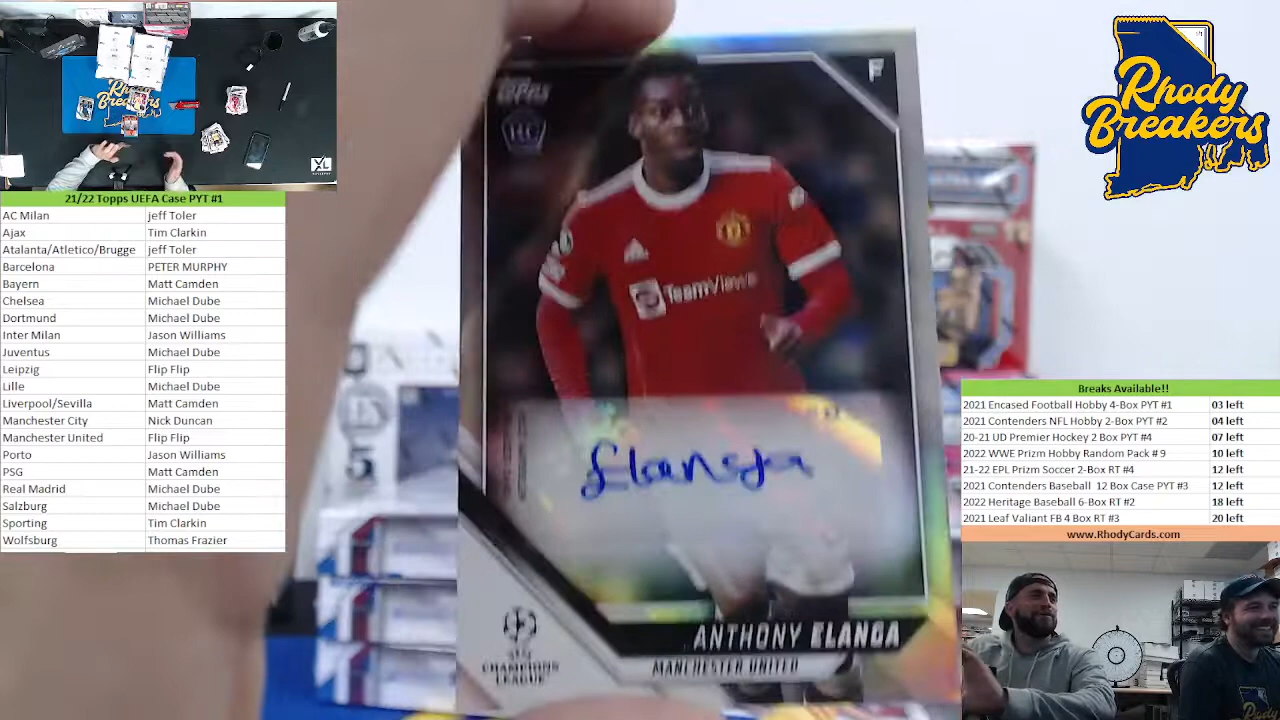 Rhody
Breakers
XL
21/22 Topps UEFA Case PYT #1
AC Milan jeff Toler
Ajax Tim Clarkin
Atalanta/Atletico/Brugge jeff Toler
Barcelona PETER MURPHY
Bayern Matt Camden
Chelsea Michael Dube
Dortmund Michael Dube
Inter Milan Jason Williams
Juventus Michael Dube
Leipzig Flip Flip
Lille Michael Dube
Liverpool/Sevilla Matt Camden
Manchester City Nick Duncan
Manchester United Flip Flip
Porto Jason Williams
PSG Matt Camden
Real Madrid Michael Dube
Salzburg Michael Dube
Sporting Tim Clarkin
Wolfsburg Thomas Frazier
Topps
RC
TeamViewer
Elanga
ANTHONY ELANGA
MANCHESTER UNITED
CHAMPIONS
LEAGUE
Rhody
Breakers
Breaks Available!!
2021 Encased Football Hobby 4-Box PYT #1 03 left
2021 Contenders NFL Hobby 2-Box PYT #2 04 left
20-21 UD Premier Hockey 2 Box PYT #4 07 left
2022 WWE Prizm Hobby Random Pack # 9 10 left
21-22 EPL Prizm Soccer 2-Box RT #4 12 left
2021 Contenders Baseball 12 Box Case PYT #3 12 left
2022 Heritage Baseball 6-Box RT #2 18 left
2021 Leaf Valiant FB 4 Box RT #3 20 left
www.RhodyCards.com